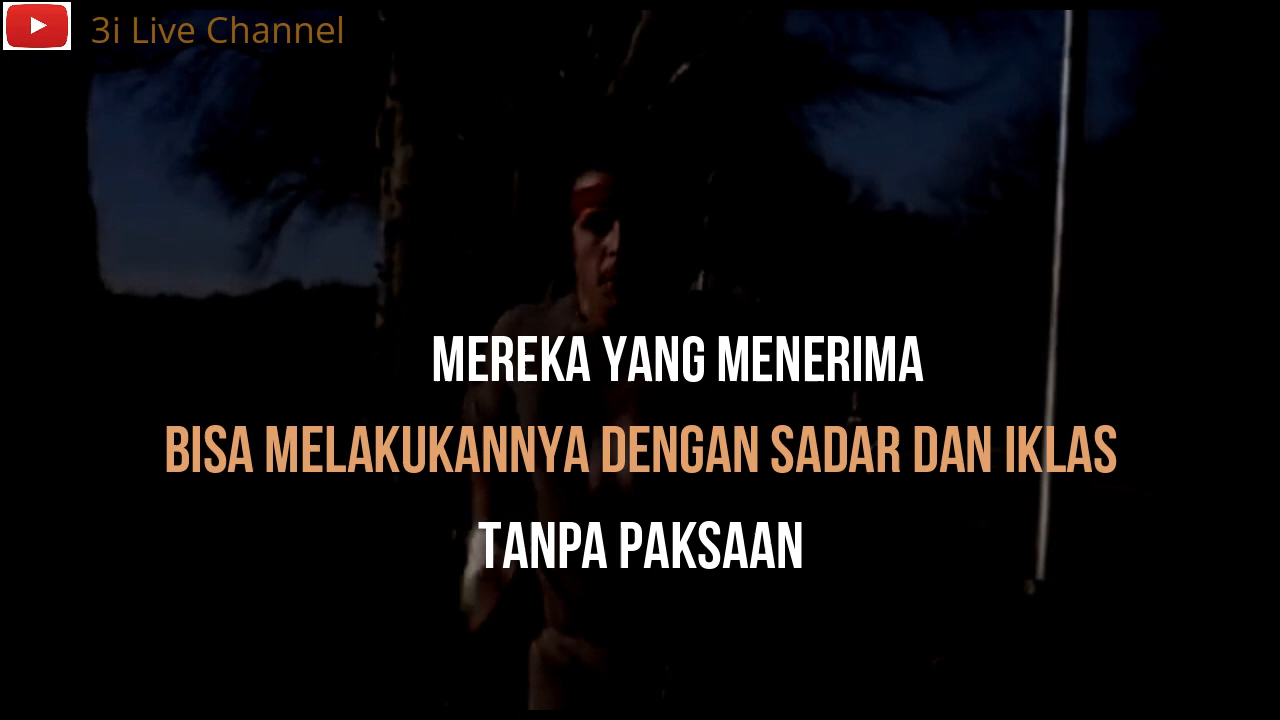 3i Live Channel
MEREKA YANG MENERIMA
BISA MELAKUKANNYA DENGAN SADAR DAN IKLAS
TANPA PAKSAAN